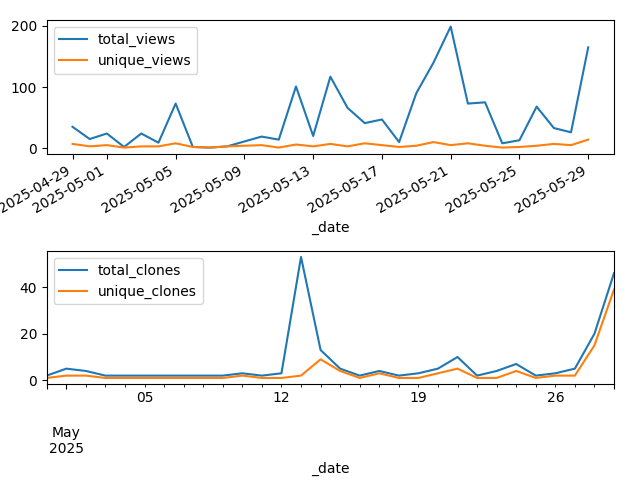 200
100
0
total_views
unique_views
2025-04-29
2025-05-01
2025-05-05
2025-05-09
2025-05-13
2025-05-17
2025-05-21
2025-05-25
2025-05-29
_date
40
20
0
total_clones
unique_clones
05
12
19
26
May
2025
_date